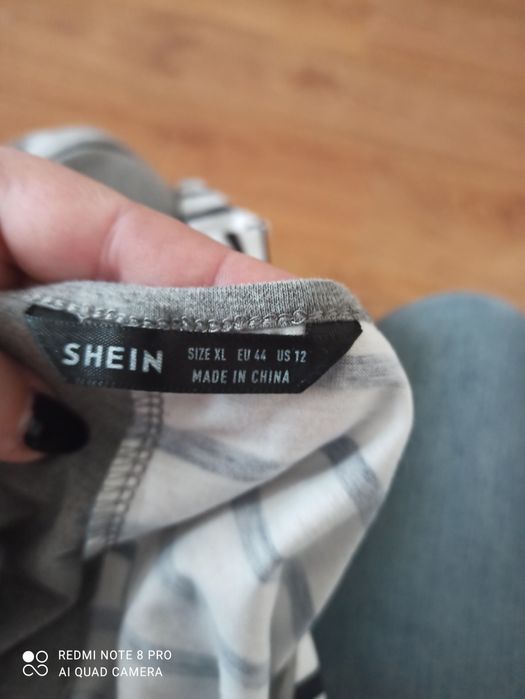 SHEIN
SIZE XL EU 44 US 12
MADE IN CHINA
REDMI NOTE 8 PRO
AI QUAD CAMERA